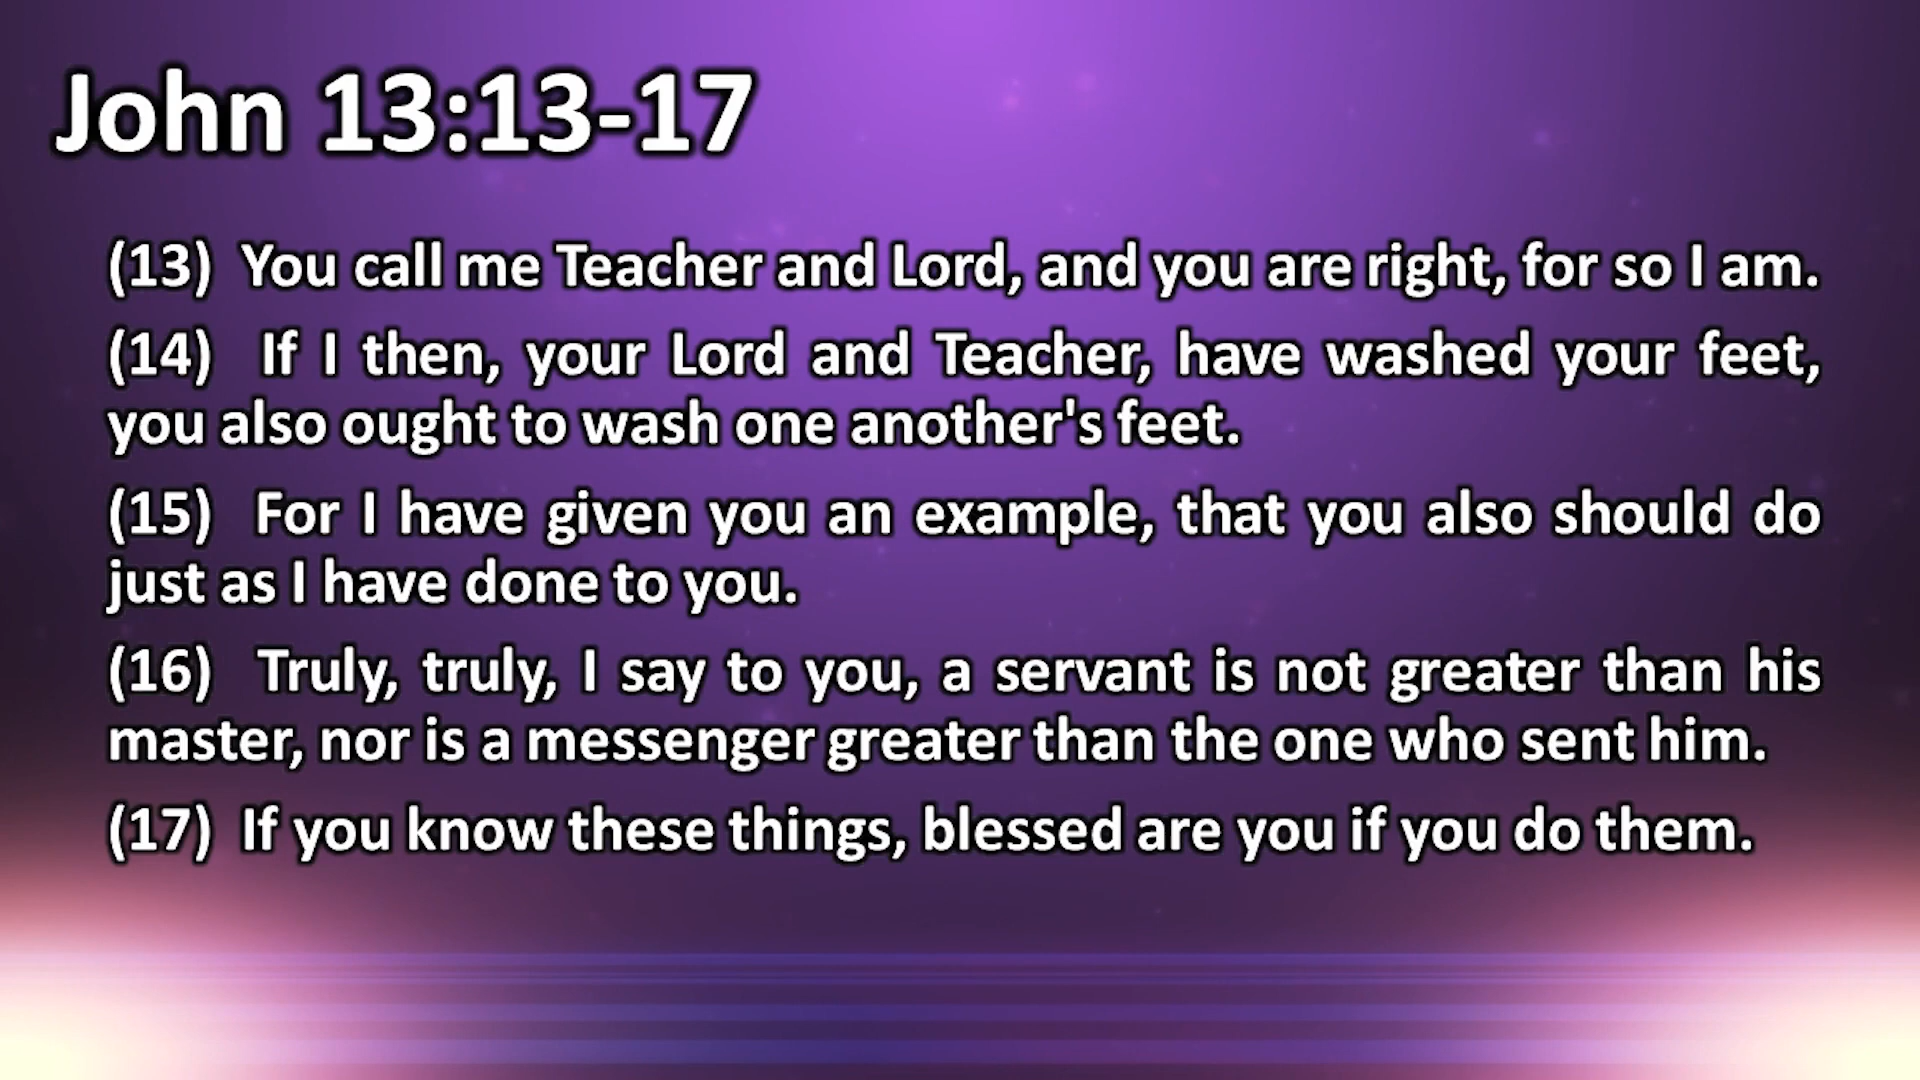 John 13:13-17
(13) You call me Teacher and Lord, and you are right, for so I am.
(14) If I then, your Lord and Teacher, have washed your feet,
you also ought to wash one another's feet.
(15) For I have given you an example, that you also should do
just as I have done to you.
(16) Truly, truly, I say to you, a servant is not greater than his
master, nor is a messenger greater than the one who sent him.
(17) If you know these things, blessed are you if you do them.